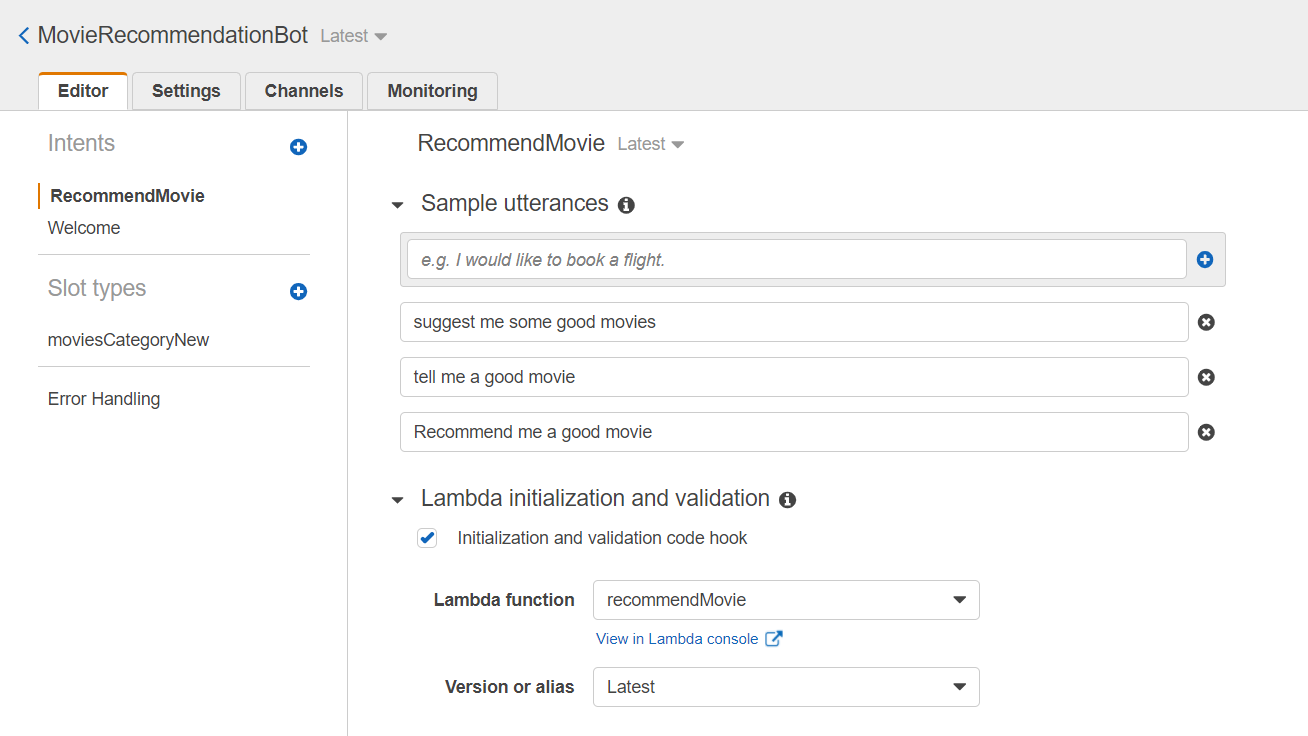 MovieRecommendationBot Latest
Editor Settings Channels Monitoring
Intents
RecommendMovie
Welcome
Slot types
moviesCategoryNew
Error Handling
RecommendMovie Latest
Sample utterances
e.g. I would like to book a flight.
suggest me some good movies
tell me a good movie
Recommend me a good movie
Lambda initialization and validation
Initialization and validation code hook
Lambda function recommendMovie
View in Lambda console
Version or alias Latest